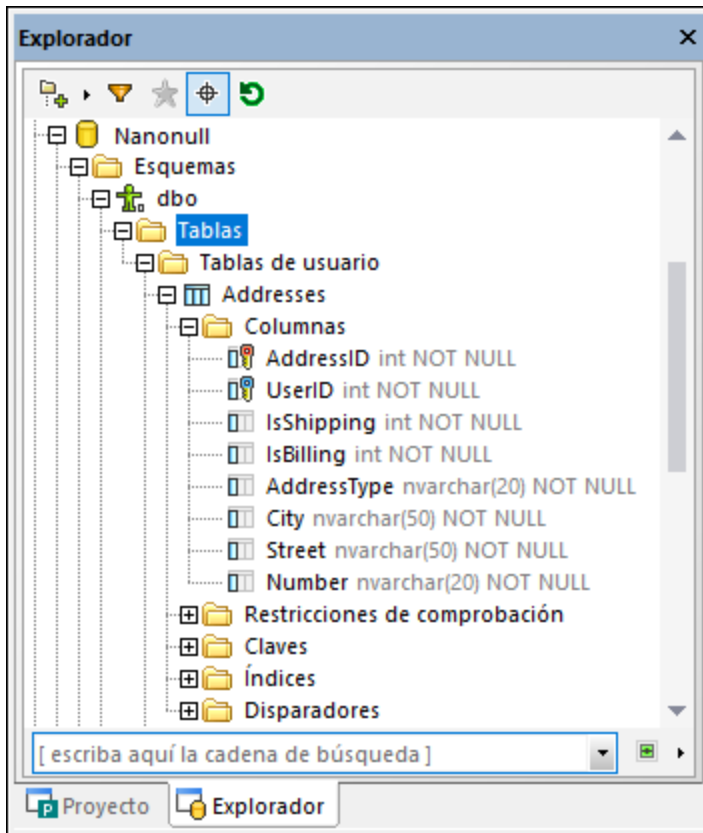 Explorador
Nanonull
Esquemas
dbo
Tablas
Tablas de usuario
Addresses
Columnas
AddressID int NOT NULL
UserID int NOT NULL
IsShipping int NOT NULL
IsBilling int NOT NULL
AddressType nvarchar(20) NOT NULL
City nvarchar(50) NOT NULL
Street nvarchar(50) NOT NULL
Number nvarchar(20) NOT NULL
Restricciones de comprobación
Claves
Índices
Disparadores
[ escriba aquí la cadena de búsqueda ]
Proyecto Explorador